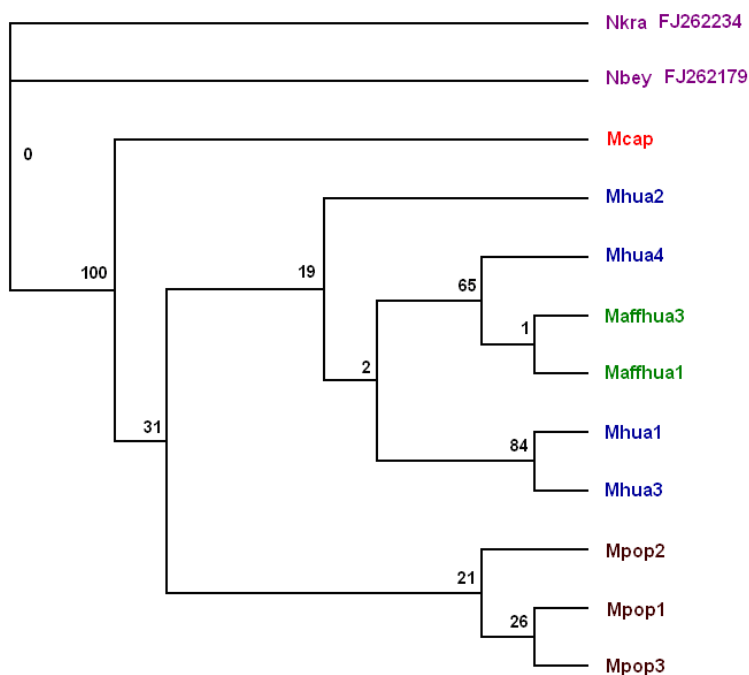 Nkra FJ262234
Nbey FJ262179
Mcap
0
Mhua2
Mhua4
100
19
65
Maffhua3
1
Maffhua1
2
Mhua1
31
84
Mhua3
Mpop2
21
Mpop1
26
Mpop3